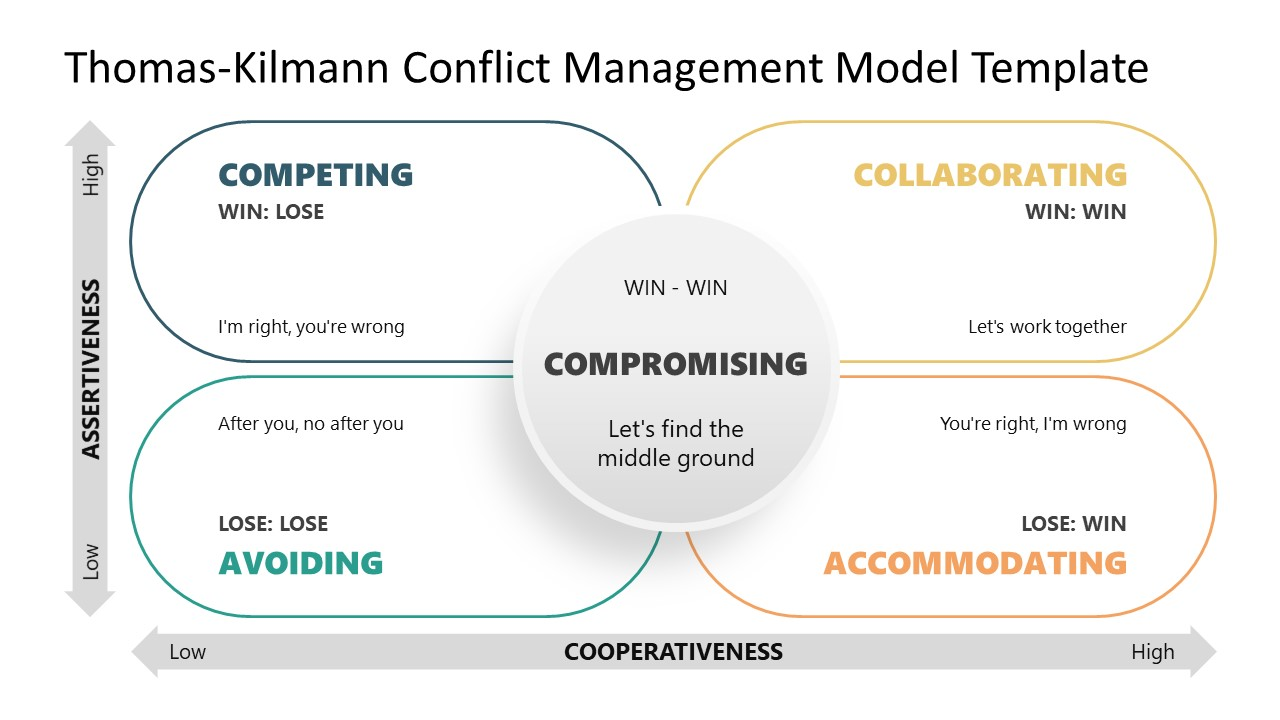 Thomas-Kilmann Conflict Management Model Template
High
ASSERTIVENESS
Low
COMPETING
WIN: LOSE
I'm right, you're wrong
COLLABORATING
WIN: WIN
Let's work together
WIN - WIN
COMPROMISING
Let's find the
middle ground
After you, no after you
LOSE: LOSE
AVOIDING
You're right, I'm wrong
LOSE: WIN
ACCOMMODATING
Low
COOPERATIVENESS
High